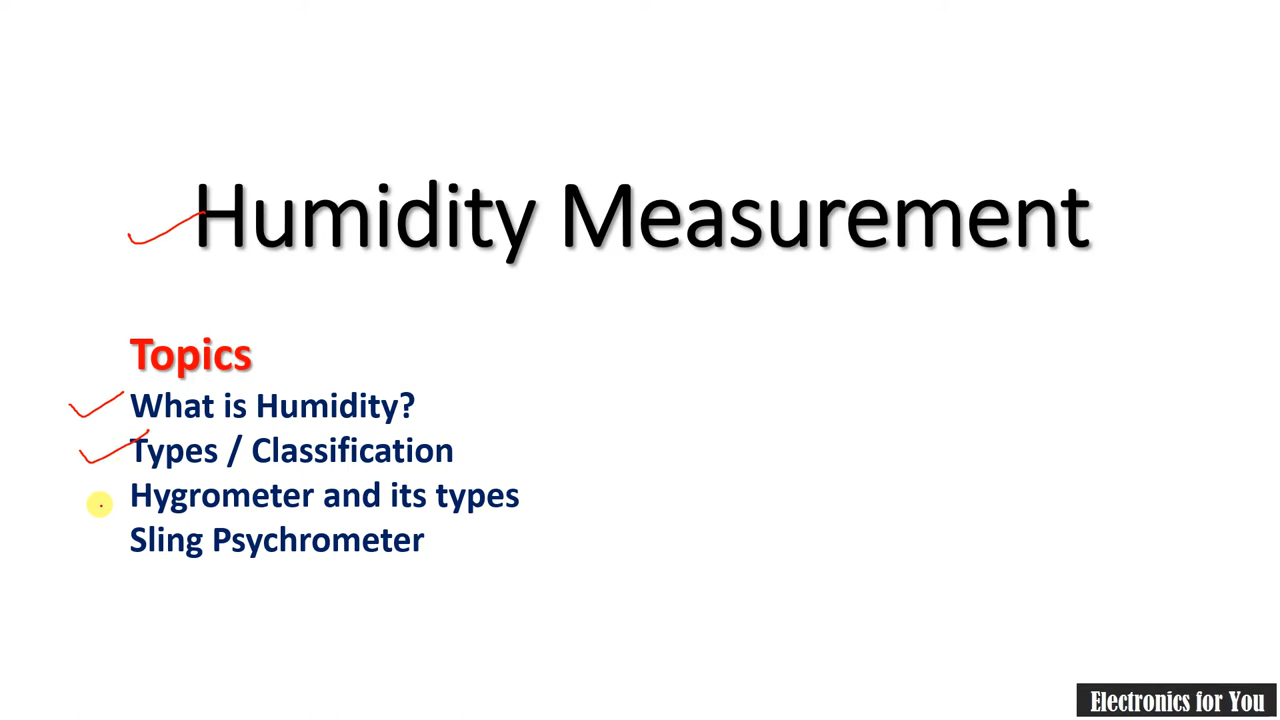 Humidity Measurement
Topics
What is Humidity?
Types / Classification
Hygrometer and its types
Sling Psychrometer
Electronics for You